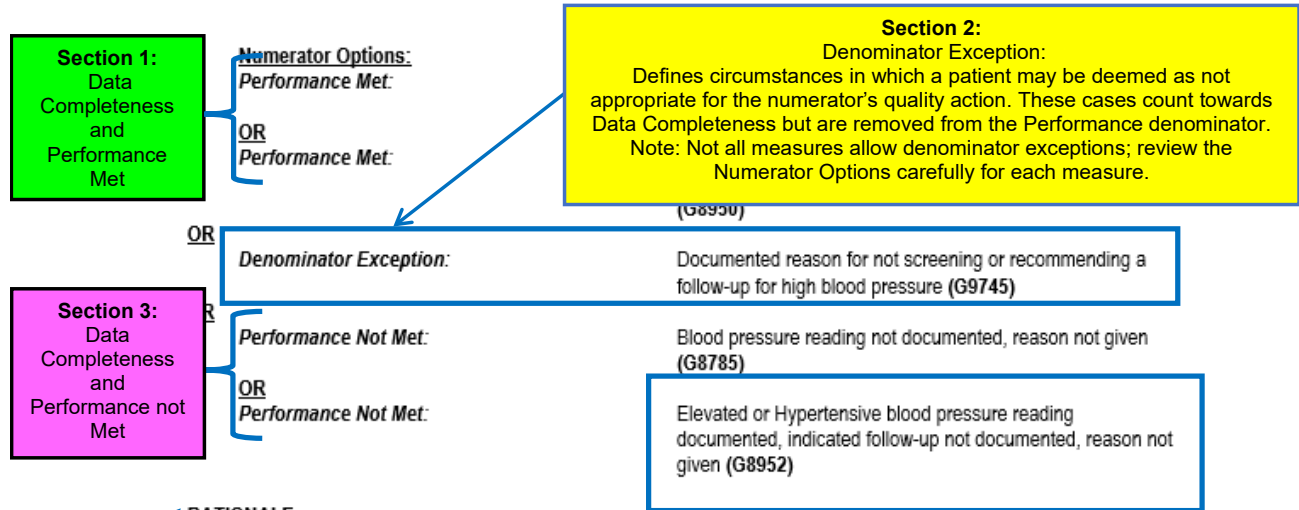 Section 1:
Data
Completeness
and
Performance
Met
Numerator Options:
Performance Met:
OR
Performance Met:
Section 2:
Denominator Exception:
Defines circumstances in which a patient may be deemed as not
appropriate for the numerator's quality action. These cases count towards
Data Completeness but are removed from the Performance denominator.
Note: Not all measures allow denominator exceptions; review the
Numerator Options carefully for each measure.
(G8950)
OR
Denominator Exception:
Documented reason for not screening or recommending a
follow-up for high blood pressure (G9745)
Section 3:
Data
Completeness
and
Performance not
Met
R
Performance Not Met:
Blood pressure reading not documented, reason not given
(G8785)
OR
Performance Not Met:
Elevated or Hypertensive blood pressure reading
documented, indicated follow-up not documented, reason not
given (G8952)
RATIONALE